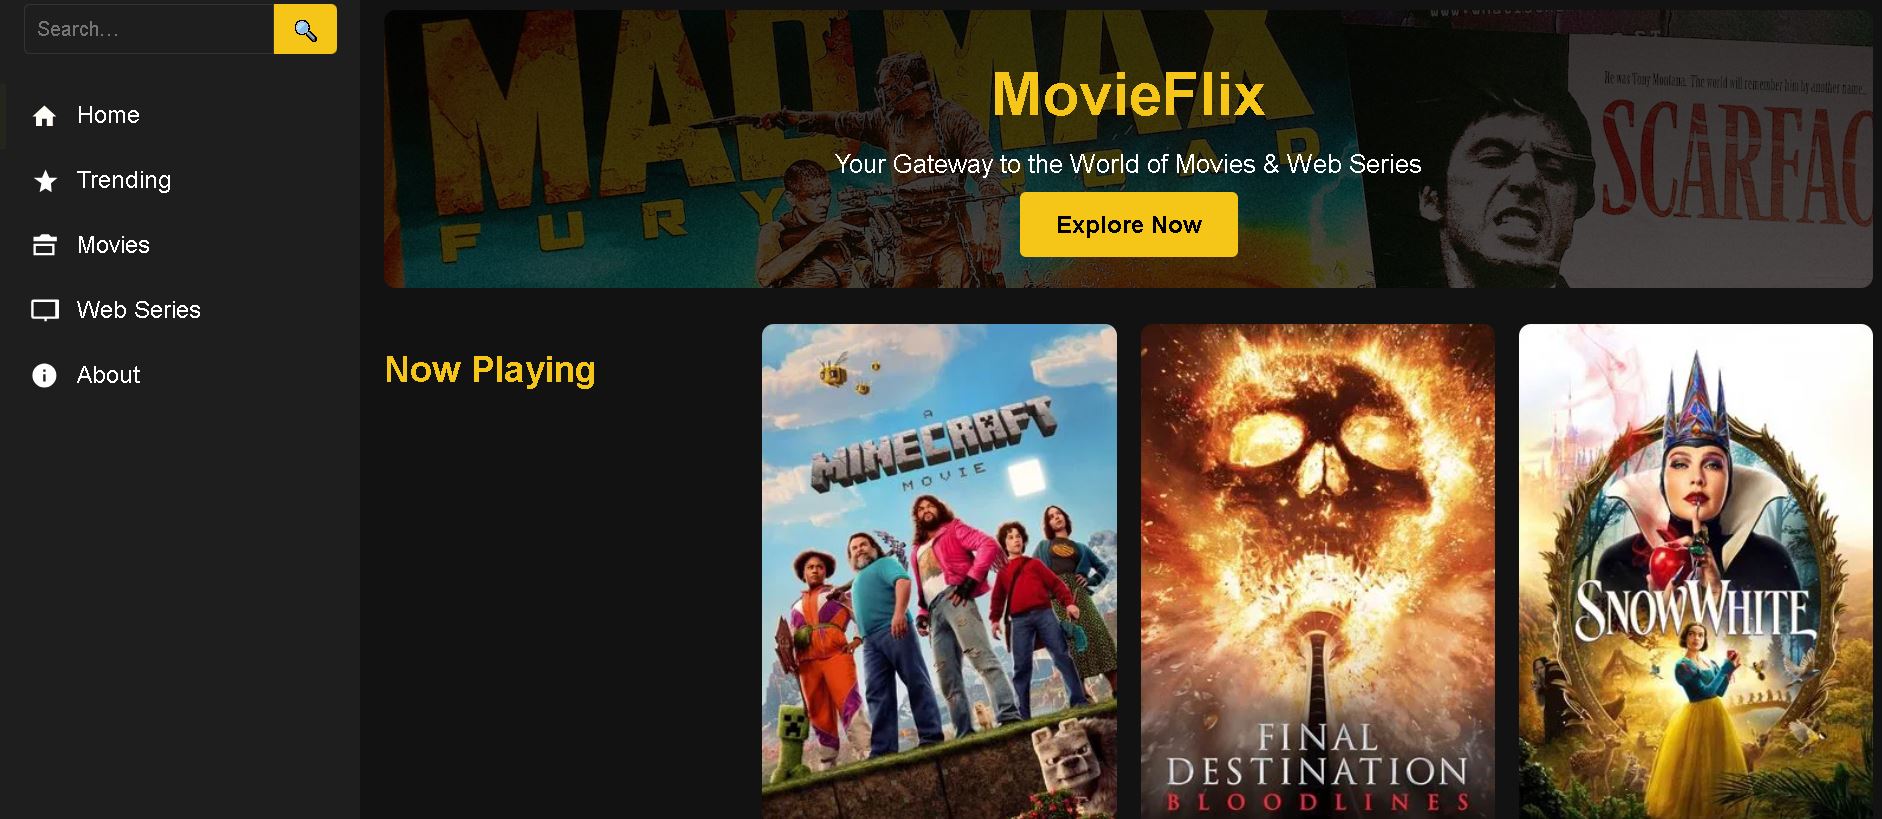 Search...
Home
Trending
Movies
Web Series
About
MAD MAX
FURY ROAD
He was Tony Montana. The world will remember him by another name...
SCARFAC
MovieFlix
Your Gateway to the World of Movies & Web Series
Explore Now
Now Playing
A
MINECRAFT
MOVIE
FINAL
DESTINATION
BLOODLINES
SNOW WHITE